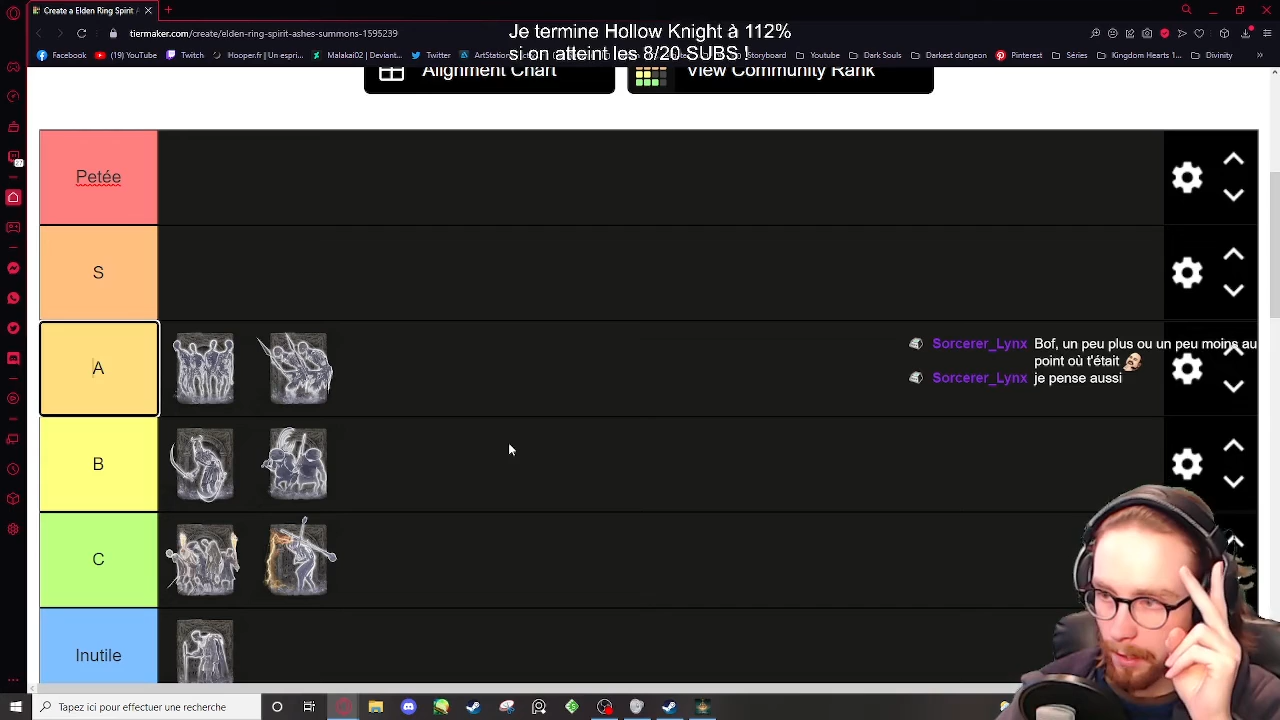 Create a Elden Ring Spirit A
tiermaker.com/create/elden-ring-spirit-ashes-summons-1595239
Je termine Hollow Knight à 112%
si on atteint les 8/20 SUBS !
Facebook
(19) YouTube
Twitch
Hooper | Un espri...
Malakai02 | Deviant...
Twitter
Storyboard
Youtube
Dark Souls
Darkest dungeon
Pinterest
Séries
Kingdom Hearts 1...
Divinity
Alignment Chart
View Community Rank
Petée
S
A
Sorcerer_Lynx Bof, un peu plus ou un peu moins au
point où t'était
Sorcerer_Lynx je pense aussi
B
C
Inutile
Tapez ici pour effectuer une recherche